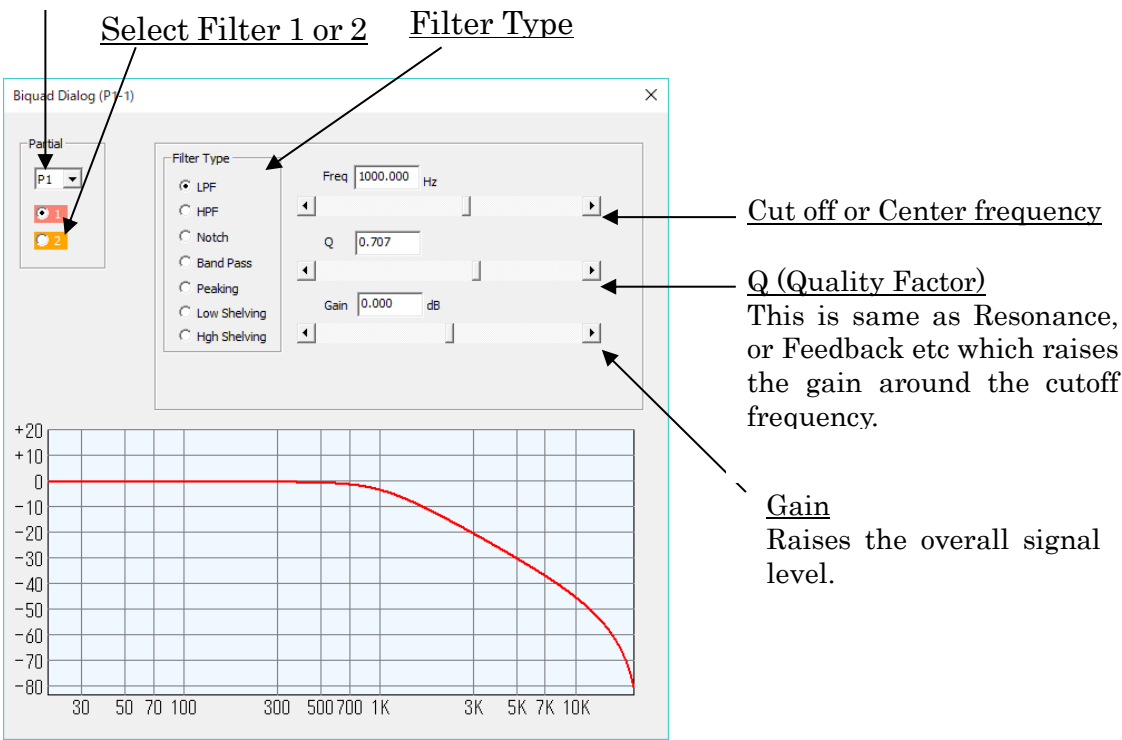 Select Filter 1 or 2
Filter Type
Biquad Dialog (P1-1)
Partial
P1
1
2
Filter Type
LPF
HPF
Notch
Band Pass
Peaking
Low Shelving
Hgh Shelving
Freq 1000.000 Hz
Q 0.707
Gain 0.000 dB
Cut off or Center frequency
Q (Quality Factor)
This is same as Resonance,
or Feedback etc which raises
the gain around the cutoff
frequency.
Gain
Raises the overall signal
level.
+20
+10
0
-10
-20
-30
-40
-50
-60
-70
-80
30 50 70 100 300 500 700 1K 3K 5K 7K 10K